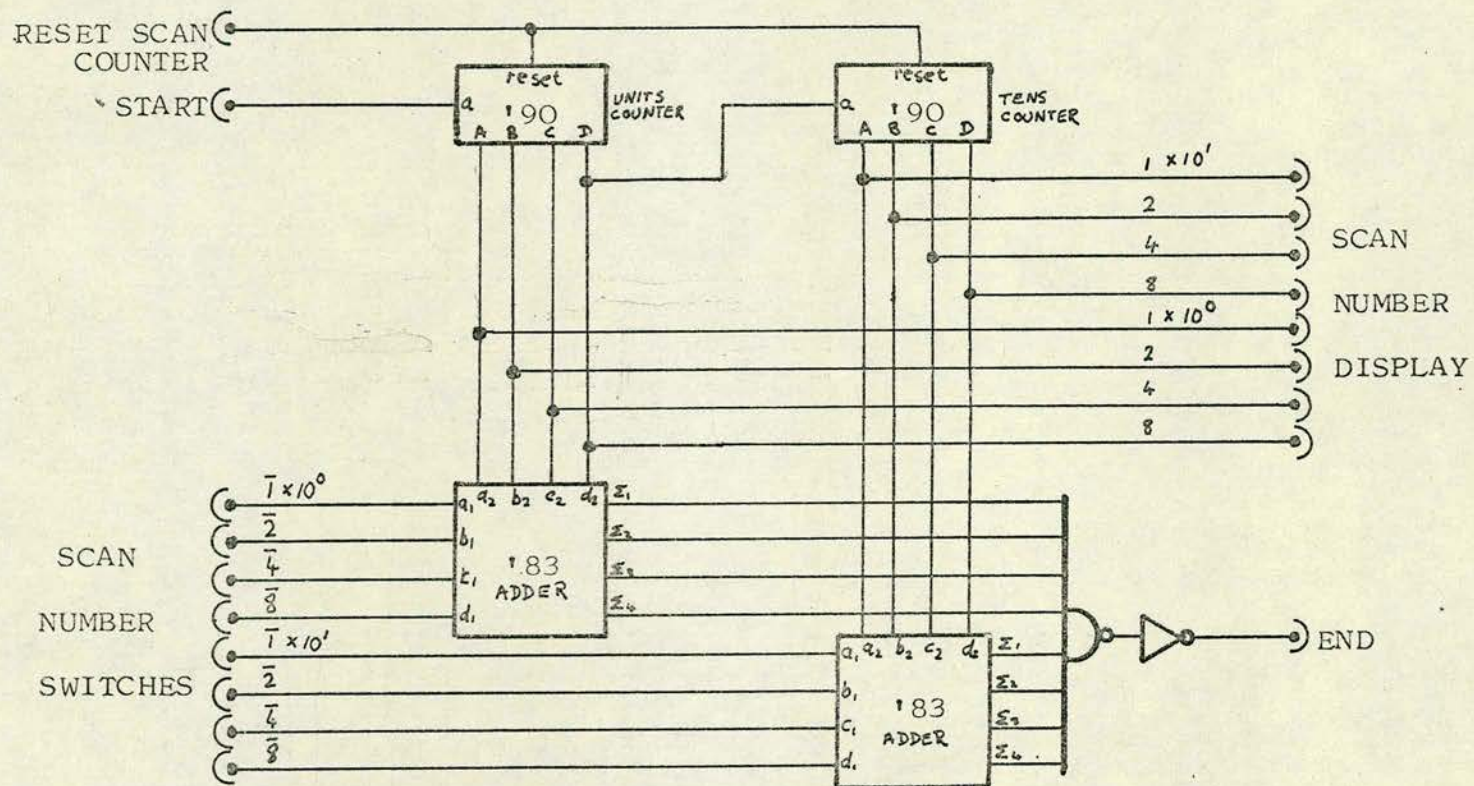 RESET SCAN COUNTER
START
reset
a '90
A B C D
UNITS COUNTER
reset
a '90
A B C D
TENS COUNTER
1 × 10¹
2
4
8
1 × 10⁰
2
4
8
SCAN
NUMBER
DISPLAY
SCAN
NUMBER
SWITCHES
1̅ × 10⁰
2̅
4̅
8̅
1̅ × 10¹
2̅
4̅
8̅
a₁ a₂ b₂ c₂ d₂ Σ₁
b₁ Σ₂
c₁ '83 Σ₃
ADDER
d₁ Σ₄
a₁ a₂ b₂ c₂ d₂ Σ₁
b₁ Σ₂
c₁ '83 Σ₃
ADDER
d₁ Σ₄
END